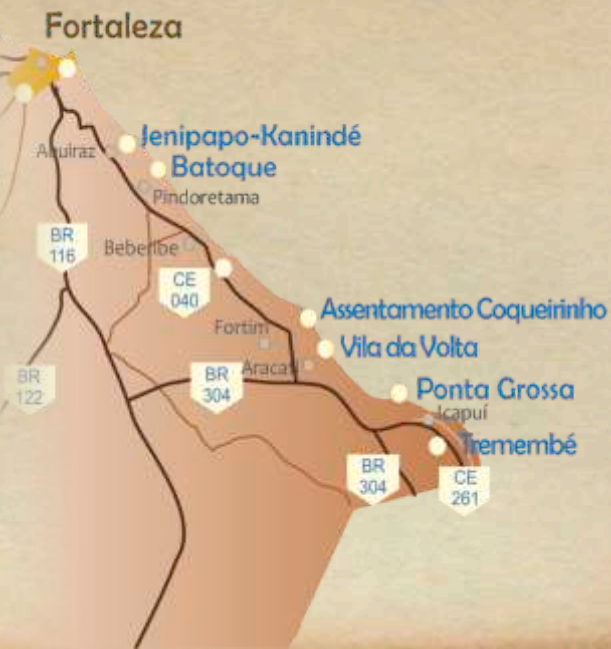 Fortaleza
Jenipapo-Kanindé
Aquiraz
Batoque
Pindoretama
BR
116
Beberibe
CE
040
Assentamento Coqueirinho
Fortim
Vila da Volta
Aracati
BR
304
BR
122
Ponta Grossa
Icapuí
Tremembé
BR
304
CE
261